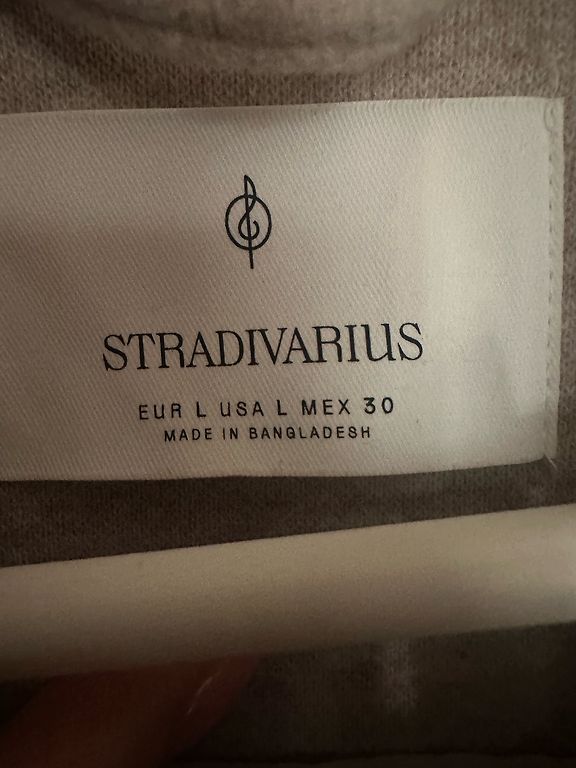 STRADIVARIUS
EUR L USA L MEX 30
MADE IN BANGLADESH